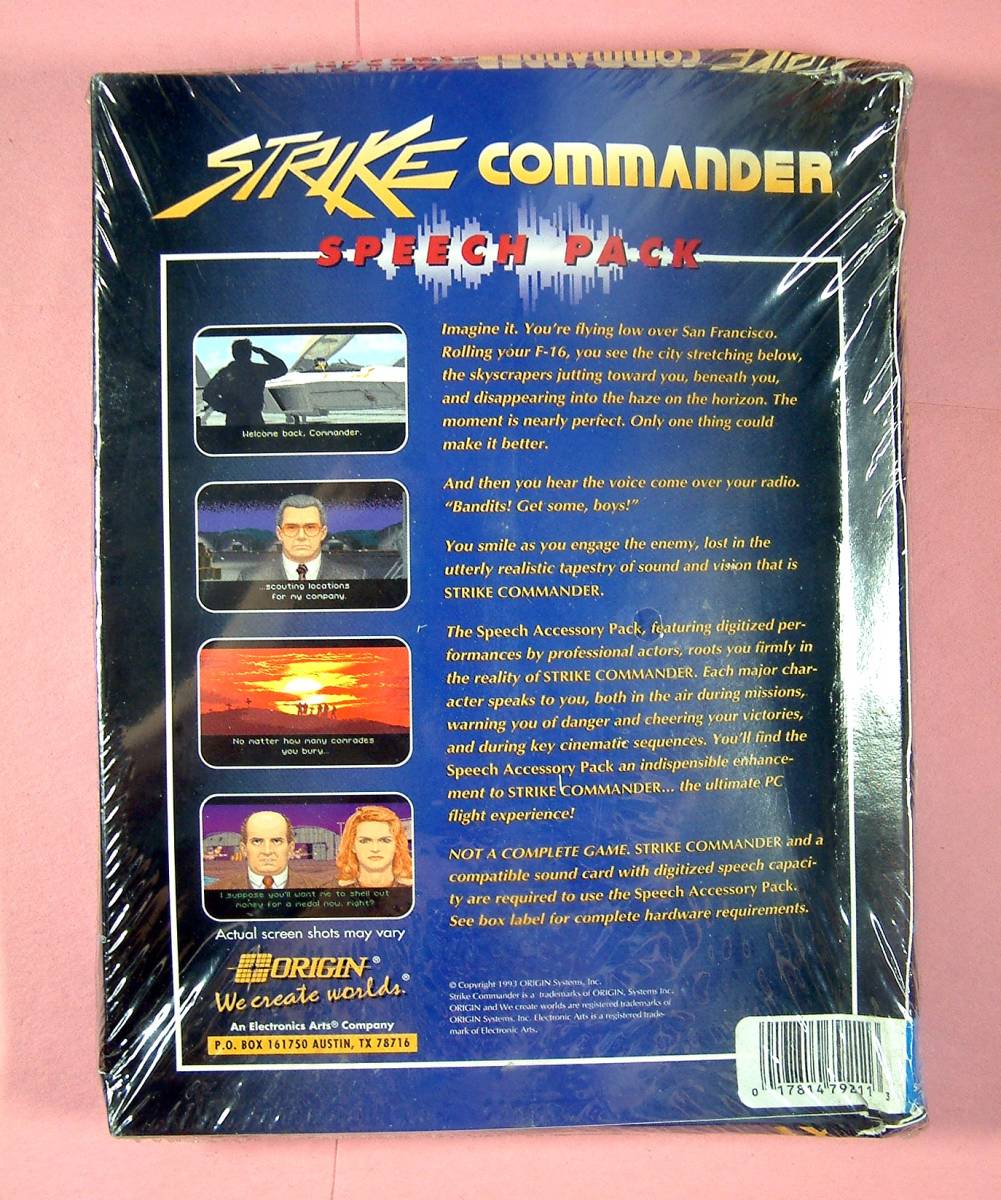 STRIKE COMMANDER
STRIKE COMMANDER
SPEECH PACK
Welcome back, Commander.
...scouting locations
for my company.
No matter how many comrades
you bury...
I suppose you'll want me to shell out
money for a medal now, right?
Actual screen shots may vary
ORIGIN®
We create worlds.®
An Electronics Arts® Company
P.O. BOX 161750 AUSTIN, TX 78716
Imagine it. You're flying low over San Francisco.
Rolling your F-16, you see the city stretching below,
the skyscrapers jutting toward you, beneath you,
and disappearing into the haze on the horizon. The
moment is nearly perfect. Only one thing could
make it better.
And then you hear the voice come over your radio.
“Bandits! Get some, boys!”
You smile as you engage the enemy, lost in the
utterly realistic tapestry of sound and vision that is
STRIKE COMMANDER.
The Speech Accessory Pack, featuring digitized per-
formances by professional actors, roots you firmly in
the reality of STRIKE COMMANDER. Each major char-
acter speaks to you, both in the air during missions,
warning you of danger and cheering your victories,
and during key cinematic sequences. You'll find the
Speech Accessory Pack an indispensible enhance-
ment to STRIKE COMMANDER... the ultimate PC
flight experience!
NOT A COMPLETE GAME. STRIKE COMMANDER and a
compatible sound card with digitized speech capaci-
ty are required to use the Speech Accessory Pack.
See box label for complete hardware requirements.
© Copyright 1993 ORIGIN Systems, Inc.
Strike Commander is a trademarks of ORIGIN, Systems Inc.
ORIGIN and We create worlds are registered trademarks of
ORIGIN Systems, Inc. Electronic Arts is a registered trade-
mark of Electronic Arts.
0 17814 79211 3